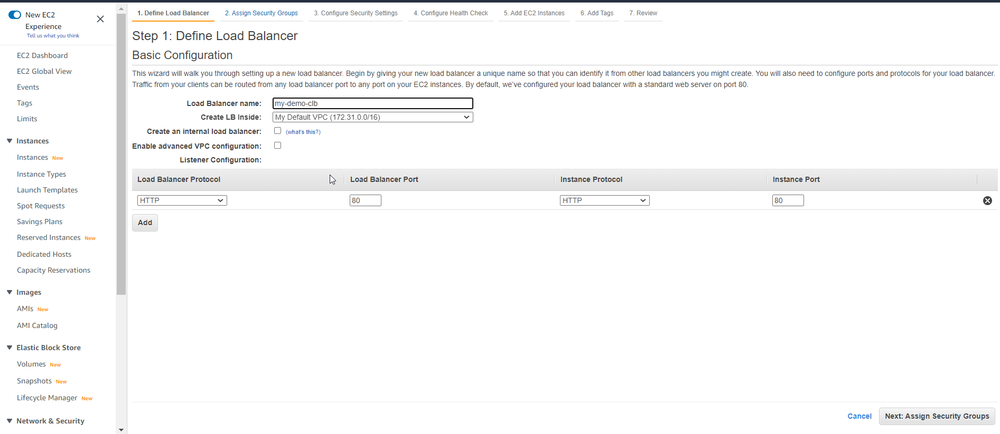 New EC2
Experience
Tell us what you think
EC2 Dashboard
EC2 Global View
Events
Tags
Limits
Instances
Instances New
Instance Types
Launch Templates
Spot Requests
Savings Plans
Reserved Instances New
Dedicated Hosts
Capacity Reservations
Images
AMIs New
AMI Catalog
Elastic Block Store
Volumes New
Snapshots New
Lifecycle Manager New
Network & Security
1. Define Load Balancer 2. Assign Security Groups 3. Configure Security Settings 4. Configure Health Check 5. Add EC2 Instances 6. Add Tags 7. Review
Step 1: Define Load Balancer
Basic Configuration
This wizard will walk you through setting up a new load balancer. Begin by giving your new load balancer a unique name so that you can identify it from other load balancers you might create. You will also need to configure ports and protocols for your load balancer.
Traffic from your clients can be routed from any load balancer port to any port on your EC2 instances. By default, we've configured your load balancer with a standard web server on port 80.
Load Balancer name: my-demo-clb
Create LB Inside: My Default VPC (172.31.0.0/16)
Create an internal load balancer: (what's this?)
Enable advanced VPC configuration:
Listener Configuration:
Load Balancer Protocol Load Balancer Port Instance Protocol Instance Port
HTTP 80 HTTP 80
Add
Cancel Next: Assign Security Groups